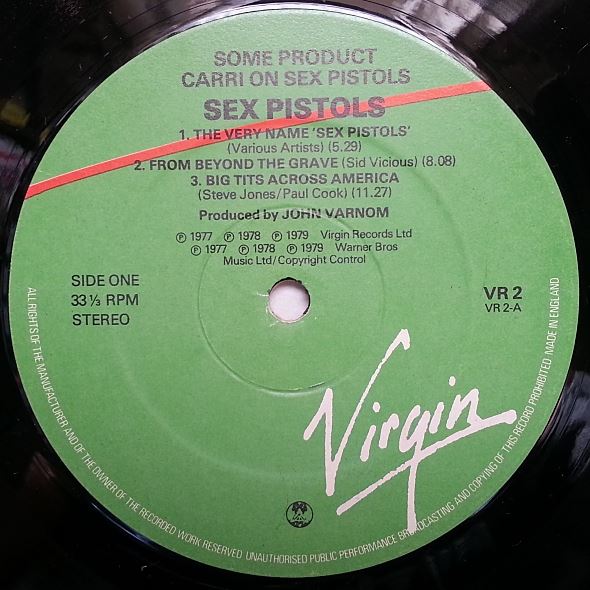 SOME PRODUCT
CARRI ON SEX PISTOLS
SEX PISTOLS
1. THE VERY NAME 'SEX PISTOLS'
(Various Artists) (5.29)
2. FROM BEYOND THE GRAVE (Sid Vicious) (8.08)
3. BIG TITS ACROSS AMERICA
(Steve Jones/Paul Cook) (11.27)
Produced by JOHN VARNOM
℗ 1977 ℗ 1978 ℗ 1979 Virgin Records Ltd
℗ 1977 ℗ 1978 ℗ 1979 Warner Bros
Music Ltd/Copyright Control
SIDE ONE
33 ⅓ RPM
STEREO
VR 2
VR 2-A
Virgin
ALL RIGHTS OF THE MANUFACTURER AND OF THE OWNER OF THE RECORDED WORK RESERVED UNAUTHORISED PUBLIC PERFORMANCE BROADCASTING AND COPYING OF THIS RECORD PROHIBITED MADE IN ENGLAND